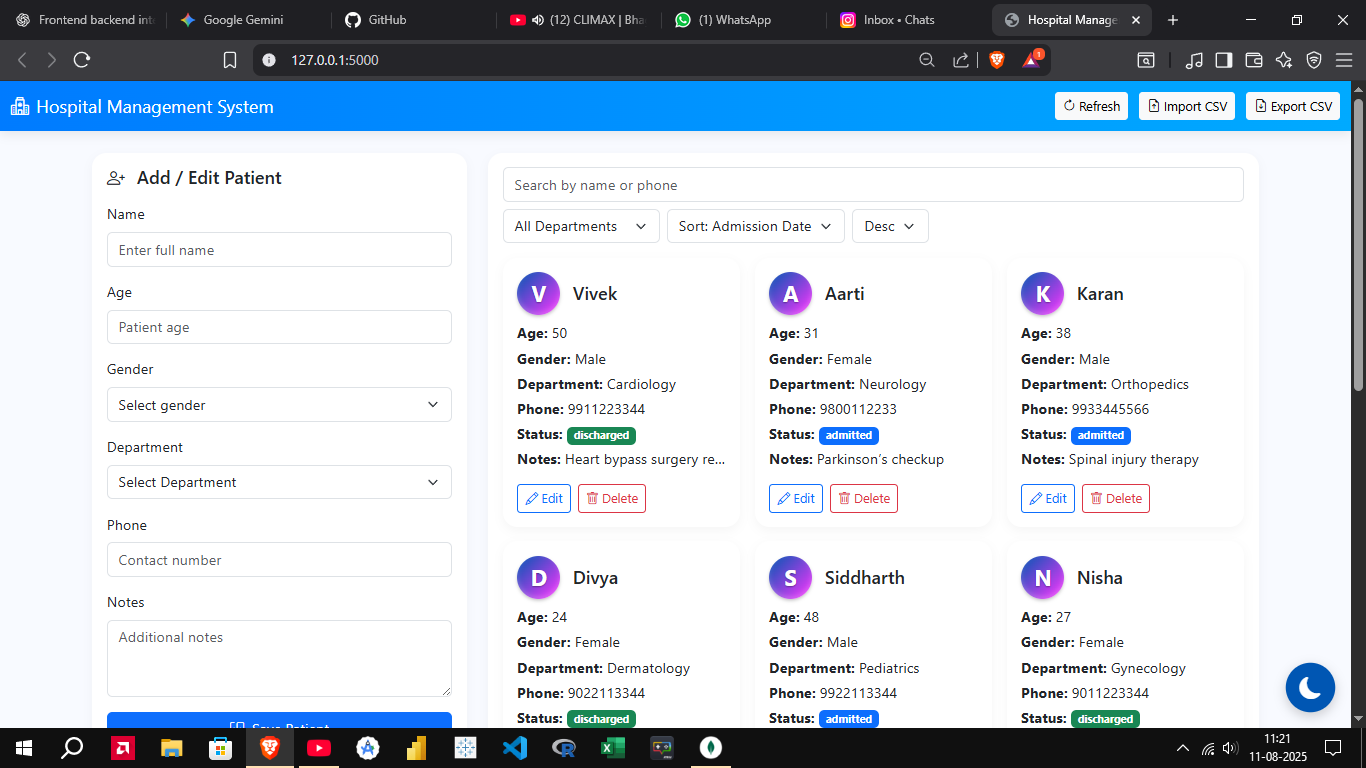 Frontend backend inte
Google Gemini
GitHub
(12) CLIMAX | Bha
(1) WhatsApp
Inbox • Chats
Hospital Manage
127.0.0.1:5000
1
Hospital Management System
Refresh
Import CSV
Export CSV
Add / Edit Patient
Name
Enter full name
Age
Patient age
Gender
Select gender
Department
Select Department
Phone
Contact number
Notes
Additional notes
Save Patient
Search by name or phone
All Departments
Sort: Admission Date
Desc
V
Vivek
Age: 50
Gender: Male
Department: Cardiology
Phone: 9911223344
Status: discharged
Notes: Heart bypass surgery re...
Edit
Delete
A
Aarti
Age: 31
Gender: Female
Department: Neurology
Phone: 9800112233
Status: admitted
Notes: Parkinson’s checkup
Edit
Delete
K
Karan
Age: 38
Gender: Male
Department: Orthopedics
Phone: 9933445566
Status: admitted
Notes: Spinal injury therapy
Edit
Delete
D
Divya
Age: 24
Gender: Female
Department: Dermatology
Phone: 9022113344
Status: discharged
S
Siddharth
Age: 48
Gender: Male
Department: Pediatrics
Phone: 9922113344
Status: admitted
N
Nisha
Age: 27
Gender: Female
Department: Gynecology
Phone: 9011223344
Status: discharged
11:21
11-08-2025